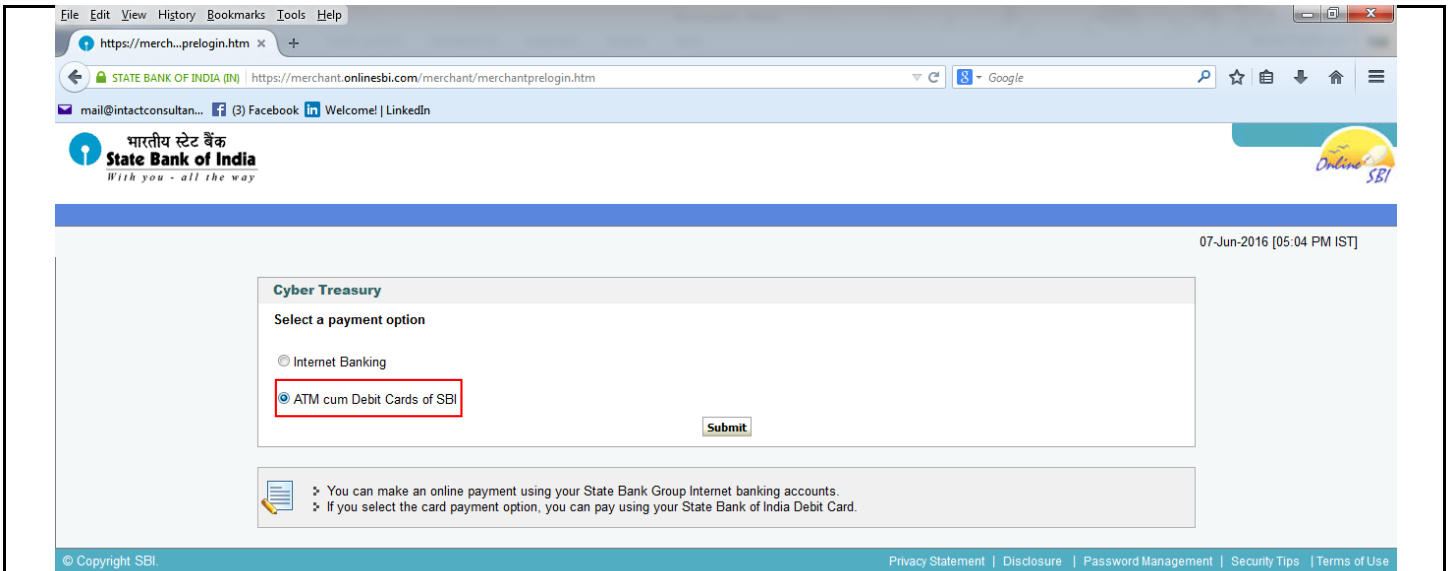 File Edit View History Bookmarks Tools Help
https://merch...prelogin.htm × +
STATE BANK OF INDIA (IN) https://merchant.onlinesbi.com/merchant/merchantprelogin.htm 8 Google
mail@intactconsultan... f (3) Facebook in Welcome! | LinkedIn
भारतीय स्टेट बैंक
State Bank of India
With you - all the way
Online
SBI
07-Jun-2016 [05:04 PM IST]
Cyber Treasury
Select a payment option
Internet Banking
ATM cum Debit Cards of SBI
Submit
You can make an online payment using your State Bank Group Internet banking accounts.
If you select the card payment option, you can pay using your State Bank of India Debit Card.
© Copyright SBI. Privacy Statement | Disclosure | Password Management | Security Tips | Terms of Use